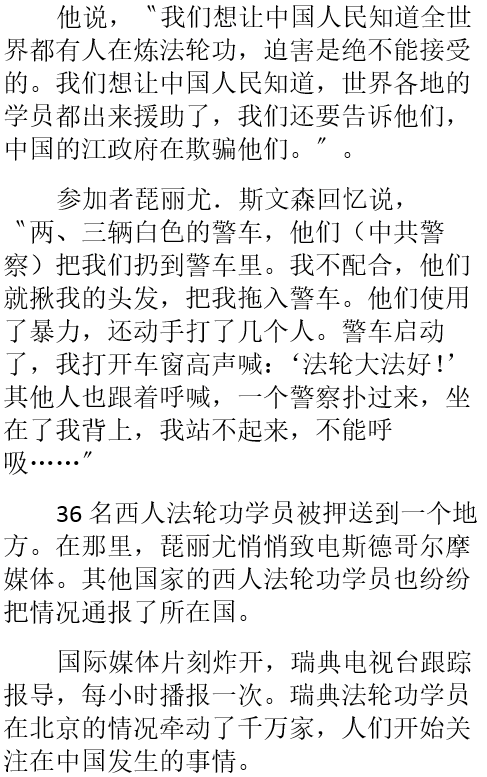 他说，〝我们想让中国人民知道全世
界都有人在炼法轮功，迫害是绝不能接受
的。我们想让中国人民知道，世界各地的
学员都出来援助了，我们还要告诉他们，
中国的江政府在欺骗他们。〞。
参加者琵丽尤．斯文森回忆说，
〝两、三辆白色的警车，他们（中共警
察）把我们扔到警车里。我不配合，他们
就揪我的头发，把我拖入警车。他们使用
了暴力，还动手打了几个人。警车启动
了，我打开车窗高声喊：‘法轮大法好！’
其他人也跟着呼喊，一个警察扑过来，坐
在了我背上，我站不起来，不能呼
吸……〞
36 名西人法轮功学员被押送到一个地
方。在那里，琵丽尤悄悄致电斯德哥尔摩
媒体。其他国家的西人法轮功学员也纷纷
把情况通报了所在国。
国际媒体片刻炸开，瑞典电视台跟踪
报导，每小时播报一次。瑞典法轮功学员
在北京的情况牵动了千万家，人们开始关
注在中国发生的事情。